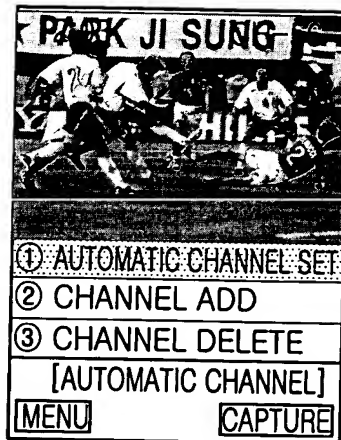 PARK JI SUNG
① AUTOMATIC CHANNEL SET
② CHANNEL ADD
③ CHANNEL DELETE
[AUTOMATIC CHANNEL]
MENU CAPTURE